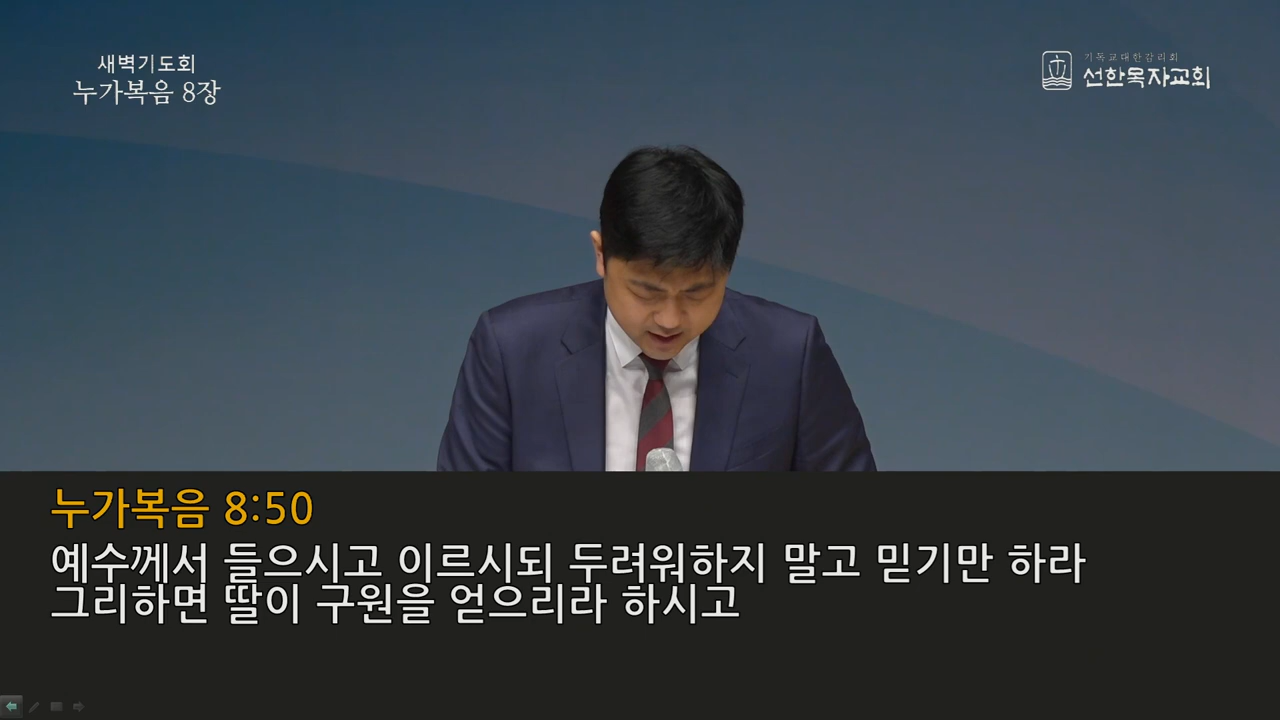 새벽기도회
누가복음 8장
기독교대한감리회
선한목자교회
누가복음 8:50
예수께서 들으시고 이르시되 두려워하지 말고 믿기만 하라
그리하면 딸이 구원을 얻으리라 하시고